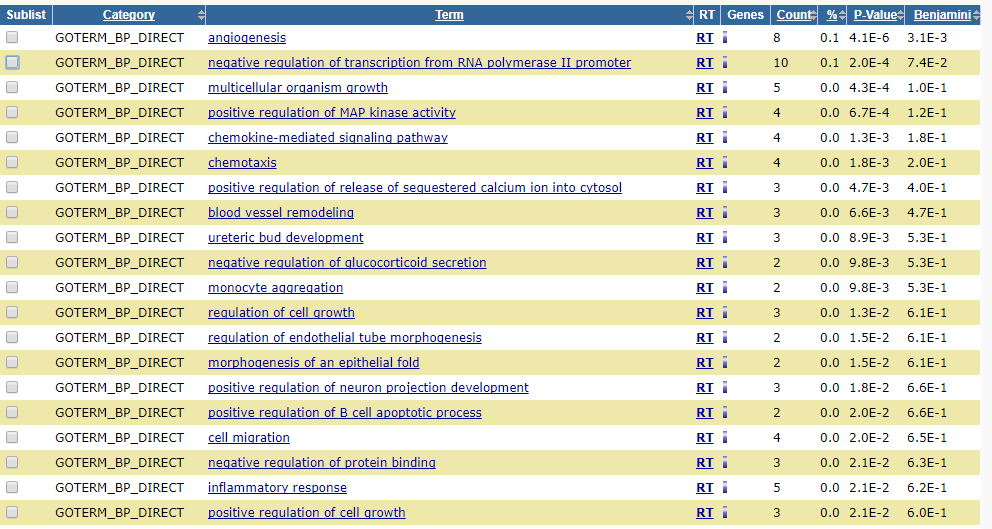 Sublist Category Term RT Genes Count % P-Value Benjamini
GOTERM_BP_DIRECT angiogenesis RT 8 0.1 4.1E-6 3.1E-3
GOTERM_BP_DIRECT negative regulation of transcription from RNA polymerase II promoter RT 10 0.1 2.0E-4 7.4E-2
GOTERM_BP_DIRECT multicellular organism growth RT 5 0.0 4.3E-4 1.0E-1
GOTERM_BP_DIRECT positive regulation of MAP kinase activity RT 4 0.0 6.7E-4 1.2E-1
GOTERM_BP_DIRECT chemokine-mediated signaling pathway RT 4 0.0 1.3E-3 1.8E-1
GOTERM_BP_DIRECT chemotaxis RT 4 0.0 1.8E-3 2.0E-1
GOTERM_BP_DIRECT positive regulation of release of sequestered calcium ion into cytosol RT 3 0.0 4.7E-3 4.0E-1
GOTERM_BP_DIRECT blood vessel remodeling RT 3 0.0 6.6E-3 4.7E-1
GOTERM_BP_DIRECT ureteric bud development RT 3 0.0 8.9E-3 5.3E-1
GOTERM_BP_DIRECT negative regulation of glucocorticoid secretion RT 2 0.0 9.8E-3 5.3E-1
GOTERM_BP_DIRECT monocyte aggregation RT 2 0.0 9.8E-3 5.3E-1
GOTERM_BP_DIRECT regulation of cell growth RT 3 0.0 1.3E-2 6.1E-1
GOTERM_BP_DIRECT regulation of endothelial tube morphogenesis RT 2 0.0 1.5E-2 6.1E-1
GOTERM_BP_DIRECT morphogenesis of an epithelial fold RT 2 0.0 1.5E-2 6.1E-1
GOTERM_BP_DIRECT positive regulation of neuron projection development RT 3 0.0 1.8E-2 6.6E-1
GOTERM_BP_DIRECT positive regulation of B cell apoptotic process RT 2 0.0 2.0E-2 6.6E-1
GOTERM_BP_DIRECT cell migration RT 4 0.0 2.0E-2 6.5E-1
GOTERM_BP_DIRECT negative regulation of protein binding RT 3 0.0 2.1E-2 6.3E-1
GOTERM_BP_DIRECT inflammatory response RT 5 0.0 2.1E-2 6.2E-1
GOTERM_BP_DIRECT positive regulation of cell growth RT 3 0.0 2.1E-2 6.0E-1